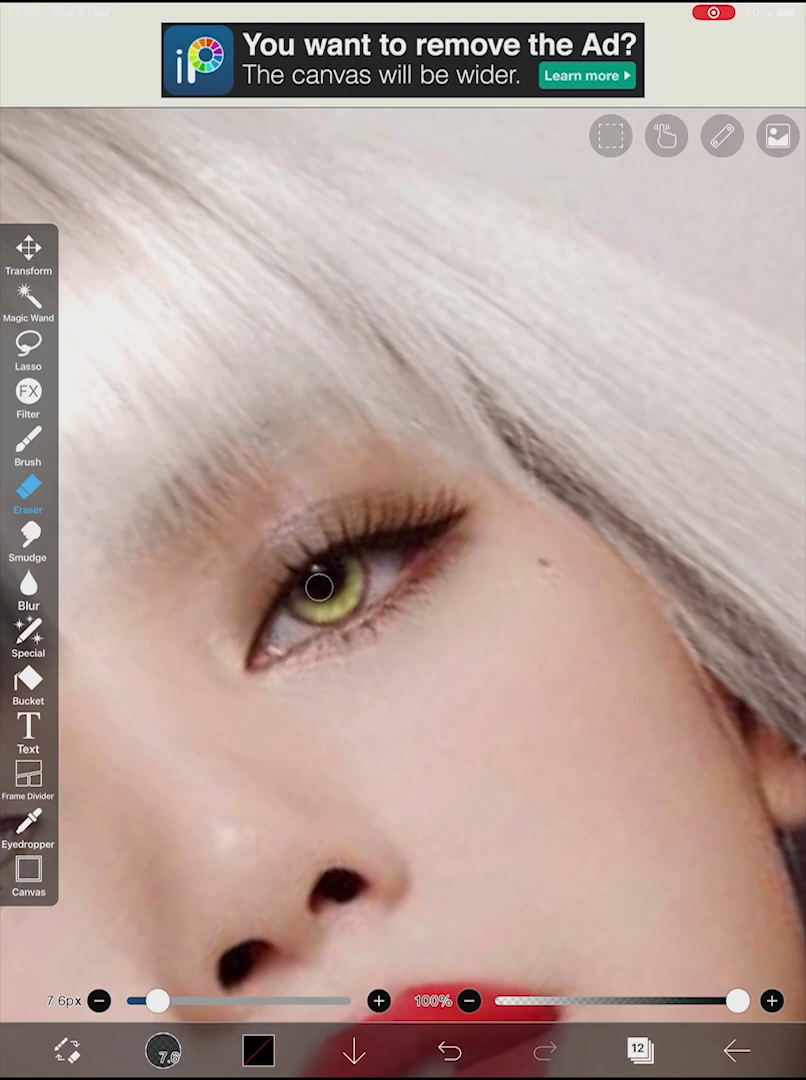 iP
You want to remove the Ad?
The canvas will be wider.
Learn more
Transform
Magic Wand
Lasso
FX
Filter
Brush
Eraser
Smudge
Blur
Special
Bucket
T
Text
Frame Divider
Eyedropper
Canvas
7.6px
100%
7.6
12